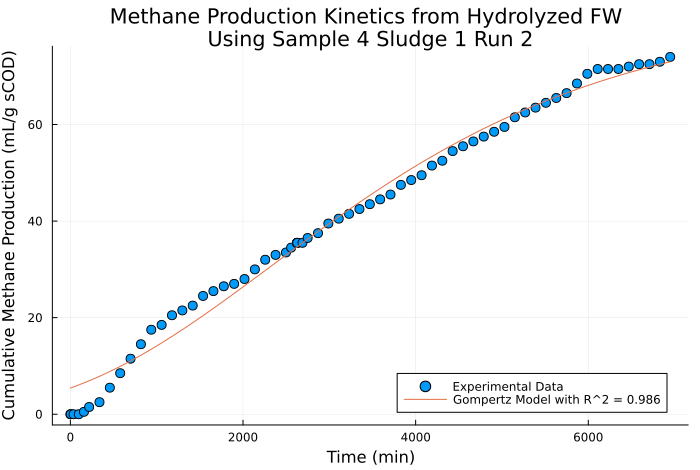 Methane Production Kinetics from Hydrolyzed FW
Using Sample 4 Sludge 1 Run 2
Cumulative Methane Production (mL/g sCOD)
60
40
20
0
Experimental Data
Gompertz Model with R^2 = 0.986
0 2000 4000 6000
Time (min)